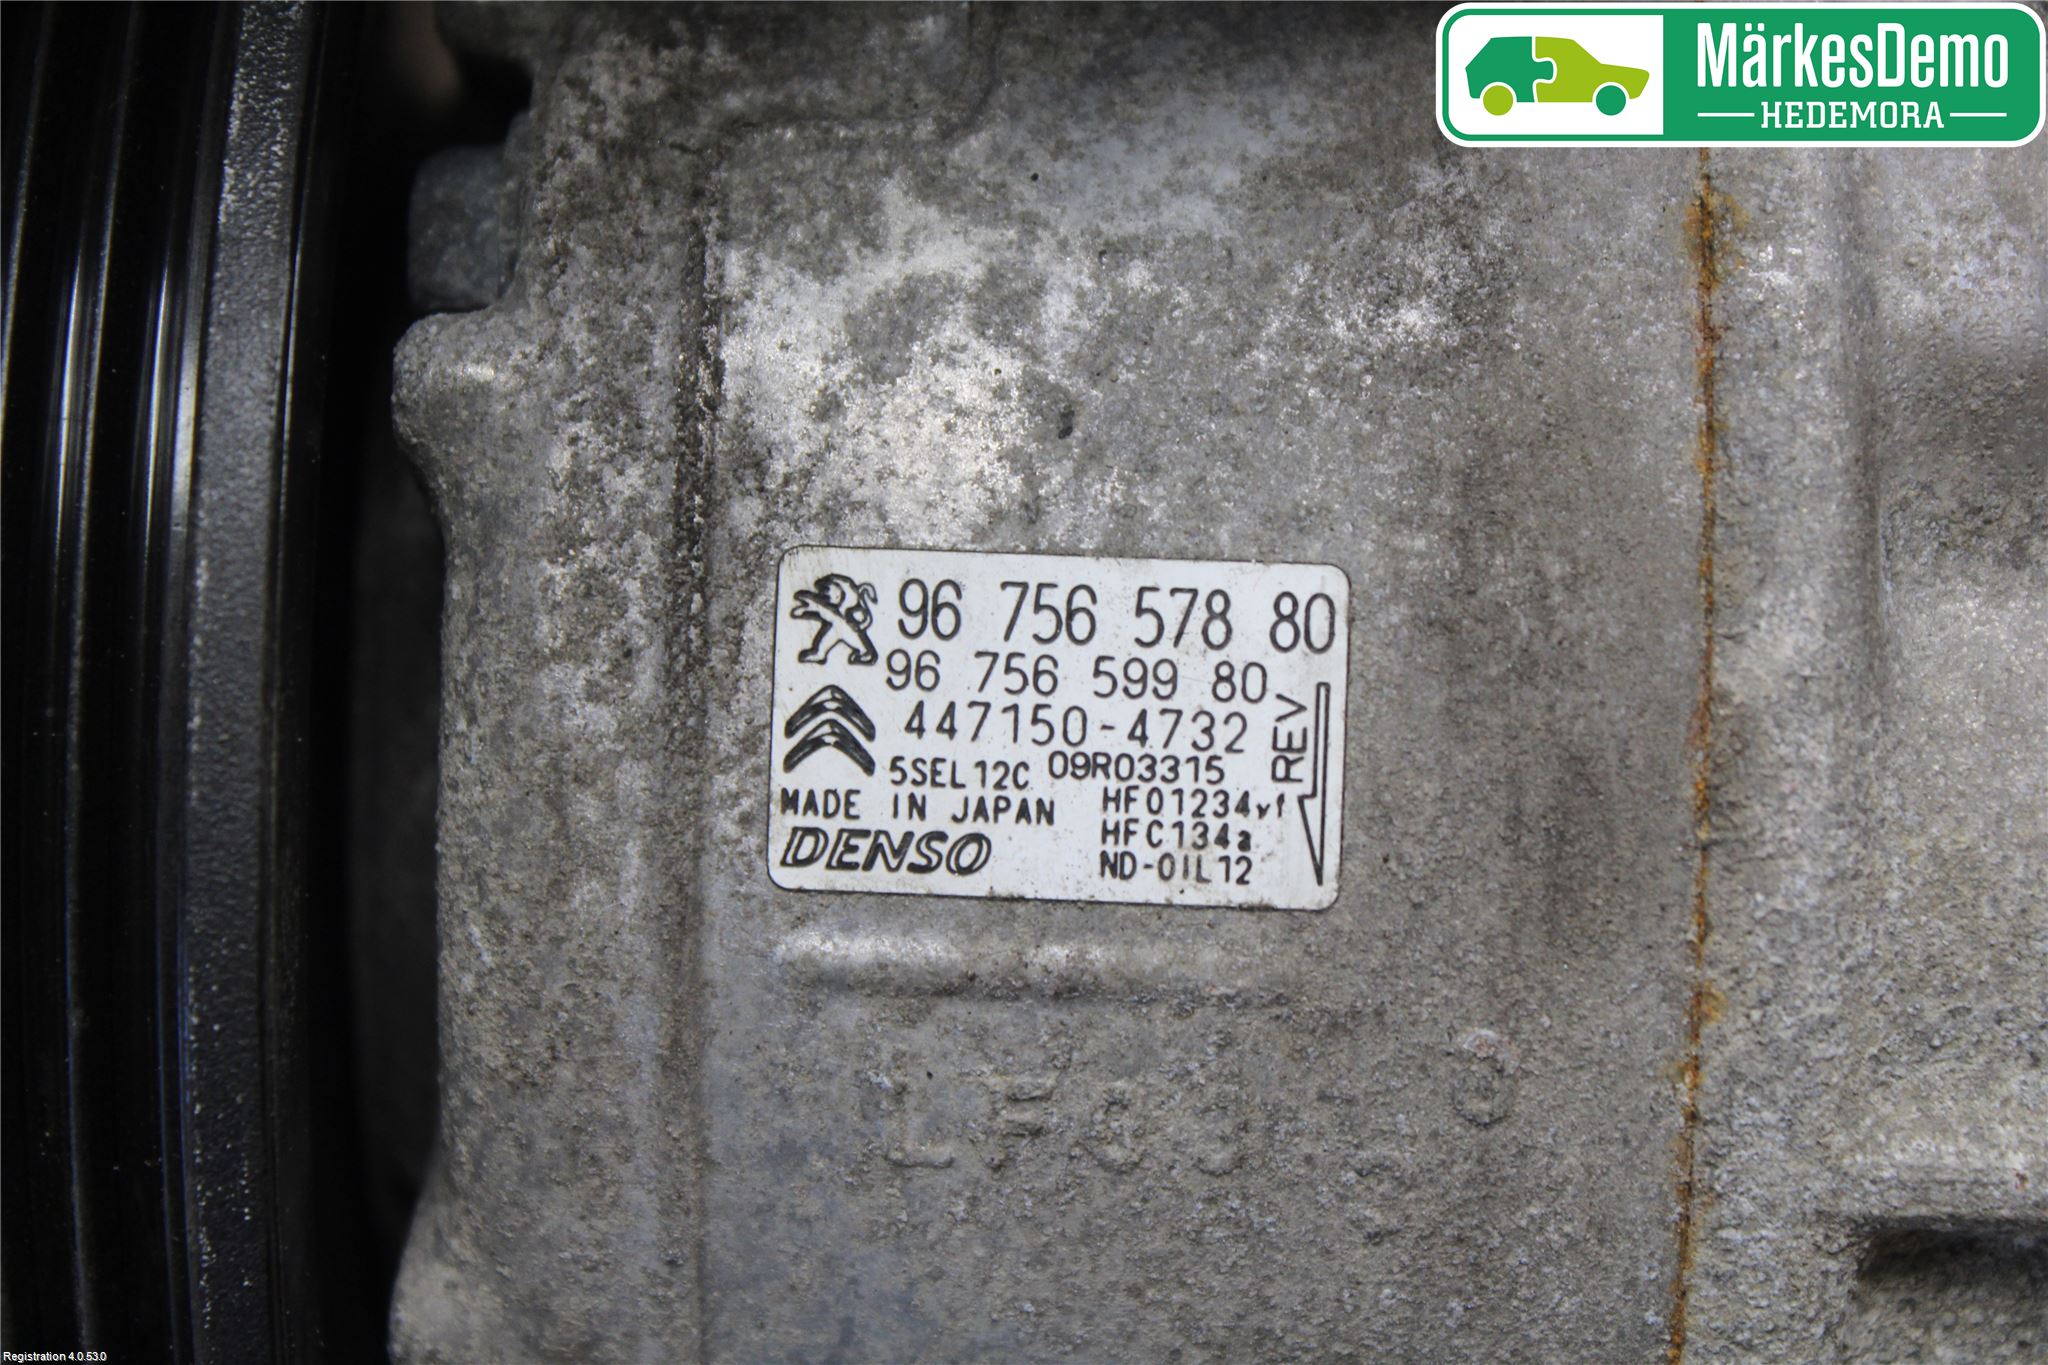 MärkesDemo
HEDEMORA
96 756 578 80
96 756 599 80
447150-4732
5SEL12C 09R03315
MADE IN JAPAN HFO1234yf
HFC134a
DENSO ND-OIL12
REV
Registration 4.0.53.0